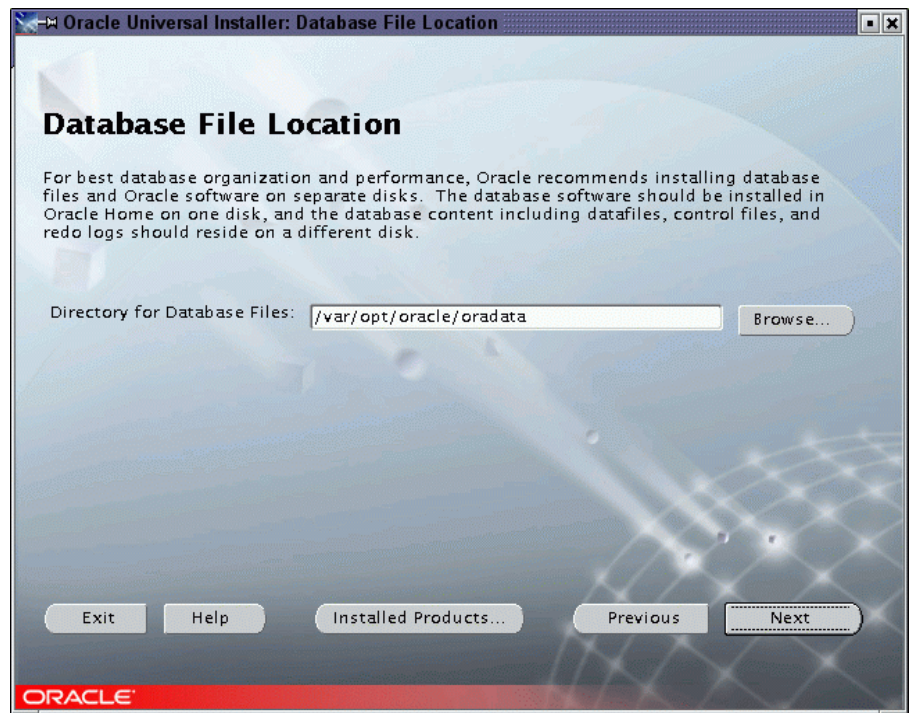 Oracle Universal Installer: Database File Location
Database File Location
For best database organization and performance, Oracle recommends installing database
files and Oracle software on separate disks. The database software should be installed in
Oracle Home on one disk, and the database content including datafiles, control files, and
redo logs should reside on a different disk.
Directory for Database Files: /var/opt/oracle/oradata Browse...
Exit Help Installed Products... Previous Next
ORACLE